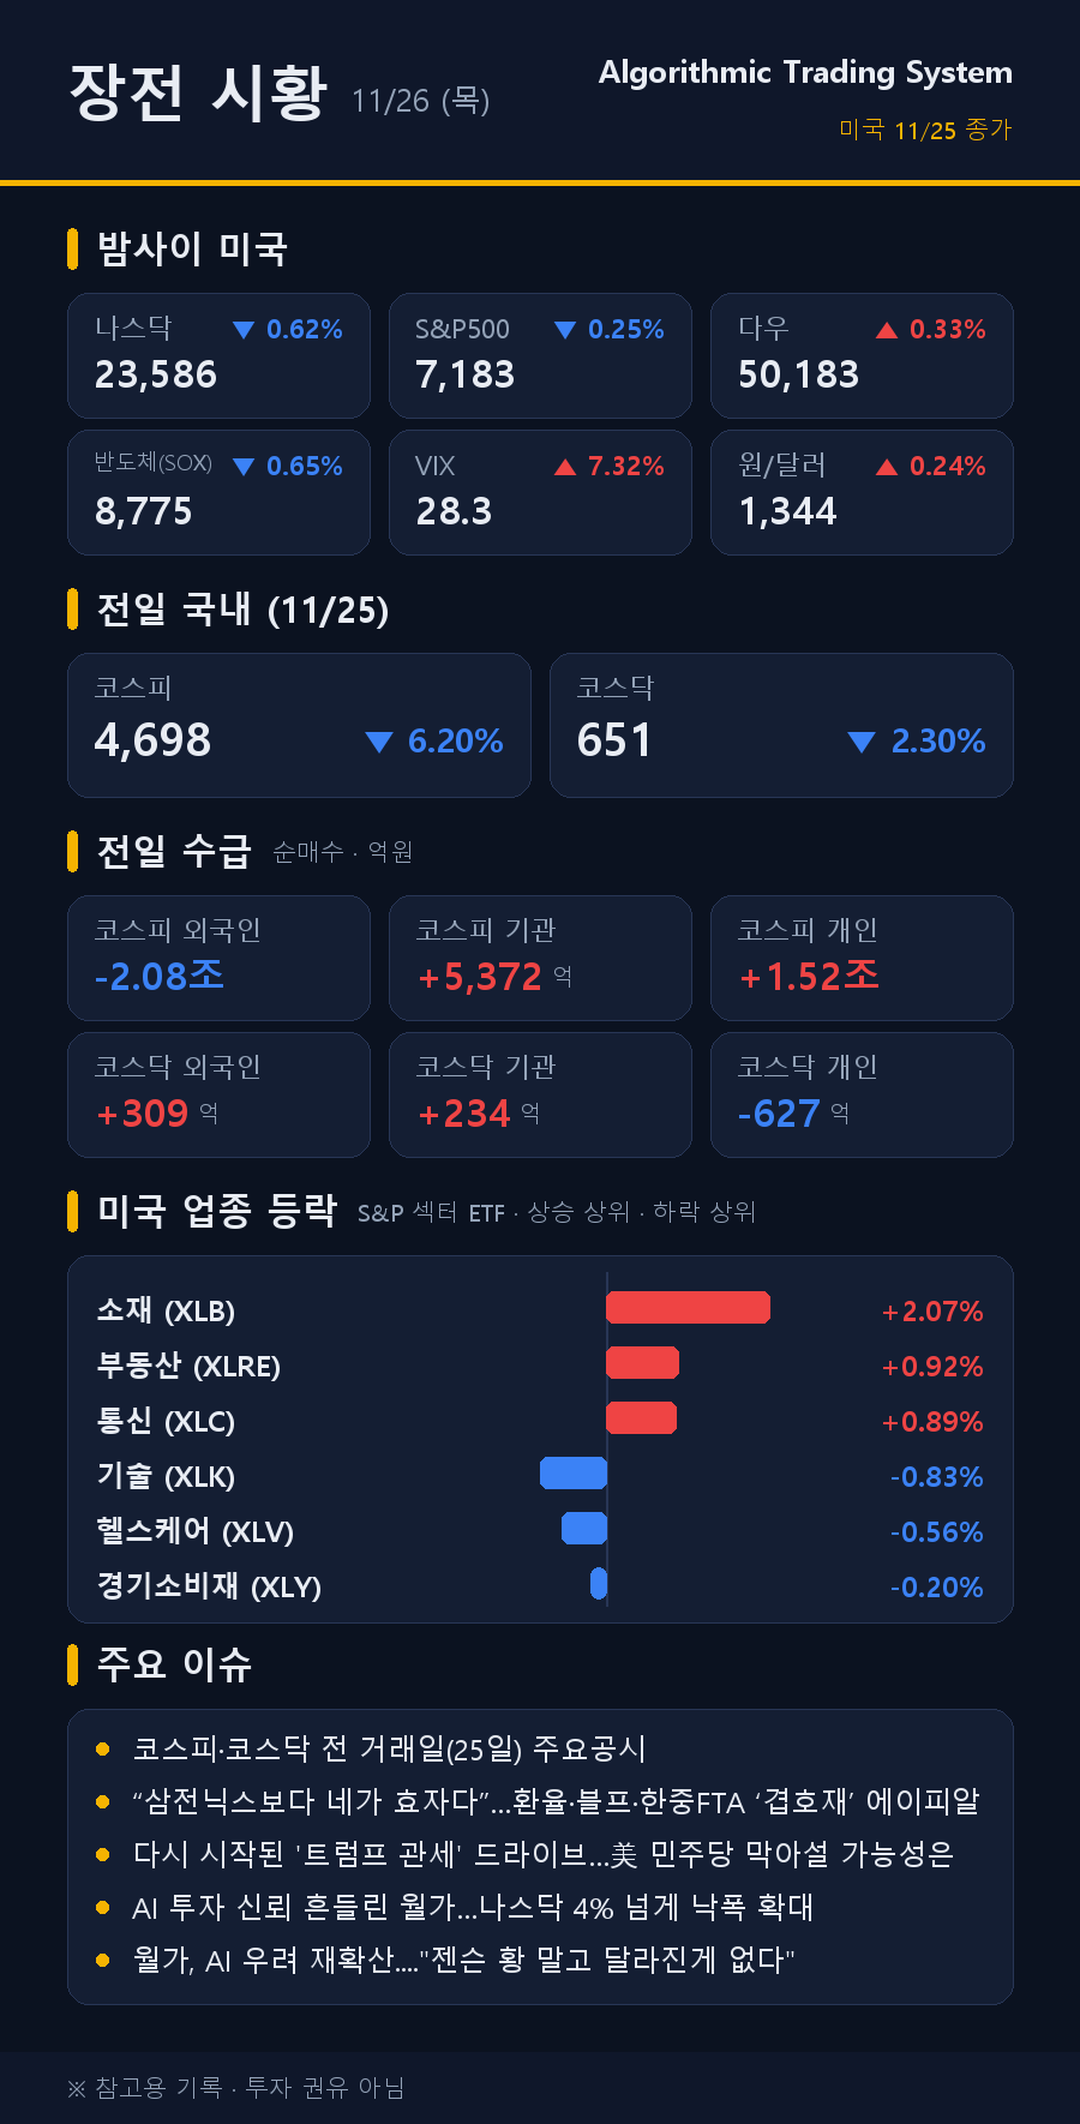 장전 시황 11/26 (목)
Algorithmic Trading System
미국 11/25 종가
밤사이 미국
나스닥 ▼ 0.62%
23,586
S&P500 ▼ 0.25%
7,183
다우 ▲ 0.33%
50,183
반도체(SOX) ▼ 0.65%
8,775
VIX ▲ 7.32%
28.3
원/달러 ▲ 0.24%
1,344
전일 국내 (11/25)
코스피
4,698 ▼ 6.20%
코스닥
651 ▼ 2.30%
전일 수급 순매수 · 억원
코스피 외국인
-2.08조
코스피 기관
+5,372 억
코스피 개인
+1.52조
코스닥 외국인
+309 억
코스닥 기관
+234 억
코스닥 개인
-627 억
미국 업종 등락 S&P 섹터 ETF · 상승 상위 · 하락 상위
소재 (XLB) +2.07%
부동산 (XLRE) +0.92%
통신 (XLC) +0.89%
기술 (XLK) -0.83%
헬스케어 (XLV) -0.56%
경기소비재 (XLY) -0.20%
주요 이슈
코스피·코스닥 전 거래일(25일) 주요공시
“삼전닉스보다 네가 효자다”…환율·블프·한중FTA ‘겹호재’ 에이피알
다시 시작된 '트럼프 관세' 드라이브…美 민주당 막아설 가능성은
AI 투자 신뢰 흔들린 월가…나스닥 4% 넘게 낙폭 확대
월가, AI 우려 재확산…."젠슨 황 말고 달라진게 없다"
※ 참고용 기록 · 투자 권유 아님